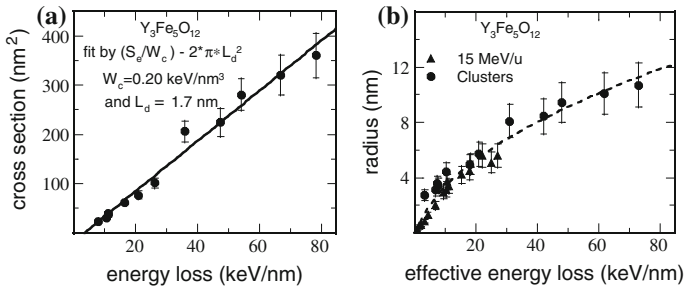 (a)
Y3Fe5O12
fit by (Se/Wc) - 2*π*Ld2
Wc=0.20 keV/nm3
and Ld = 1.7 nm
cross section (nm2)
400
300
200
100
20 40 60 80
energy loss (keV/nm)
(b)
Y3Fe5O12
15 MeV/u
Clusters
radius (nm)
12
8
4
20 40 60 80
effective energy loss (keV/nm)